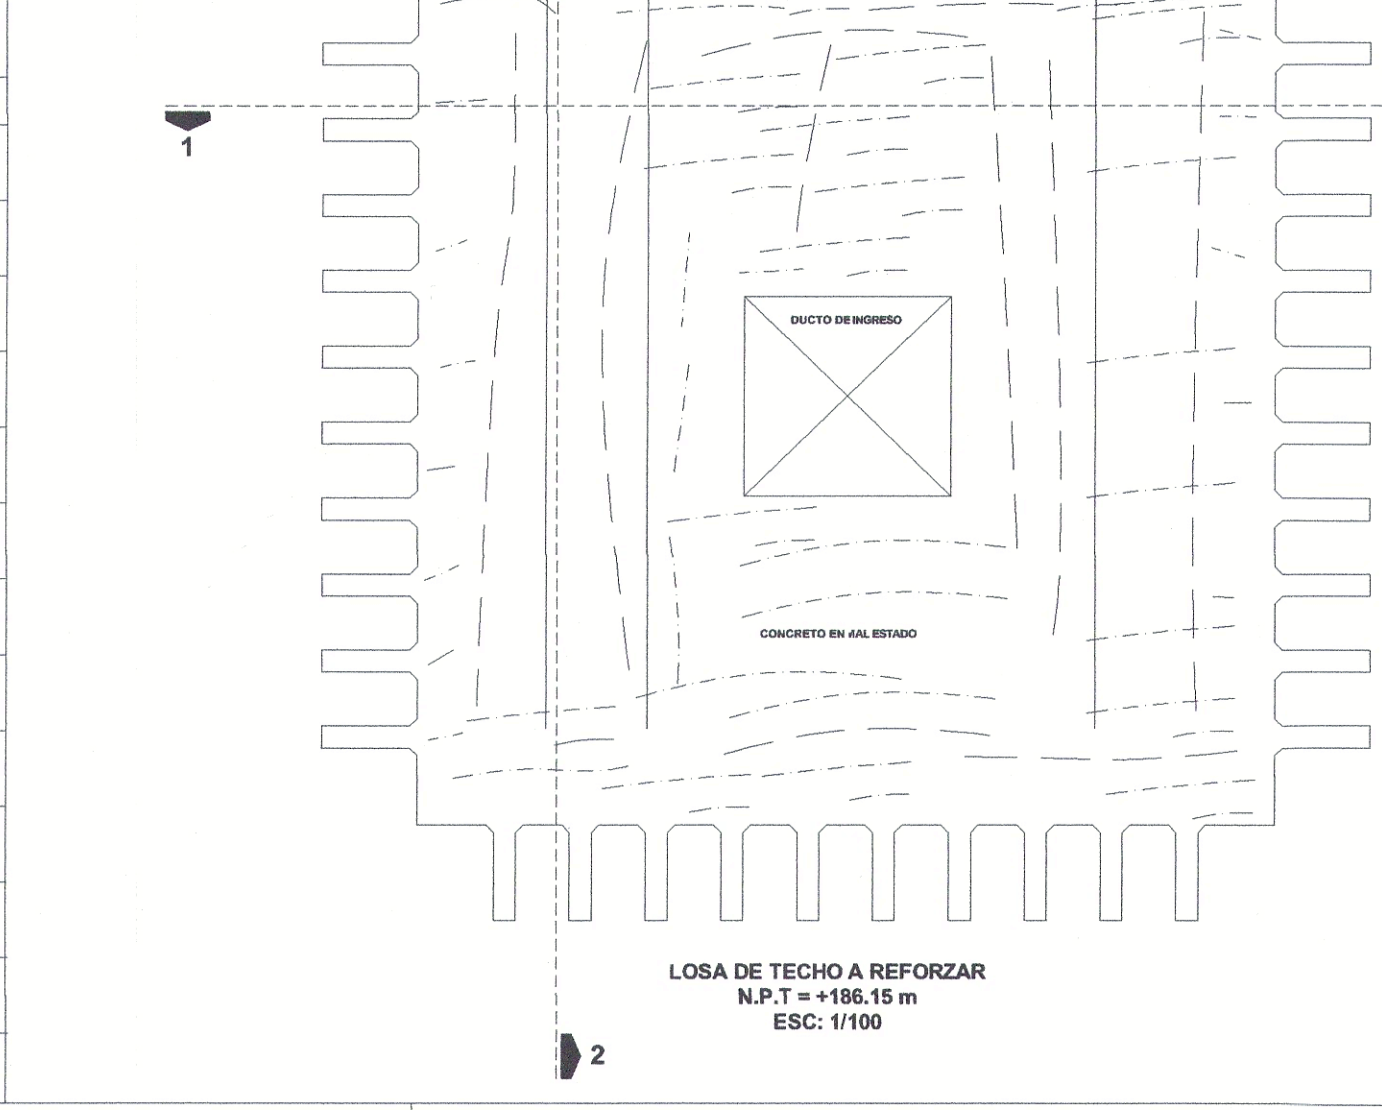 1
DUCTO DE INGRESO
CONCRETO EN MAL ESTADO
LOSA DE TECHO A REFORZAR
N.P.T = +186.15 m
ESC: 1/100
2